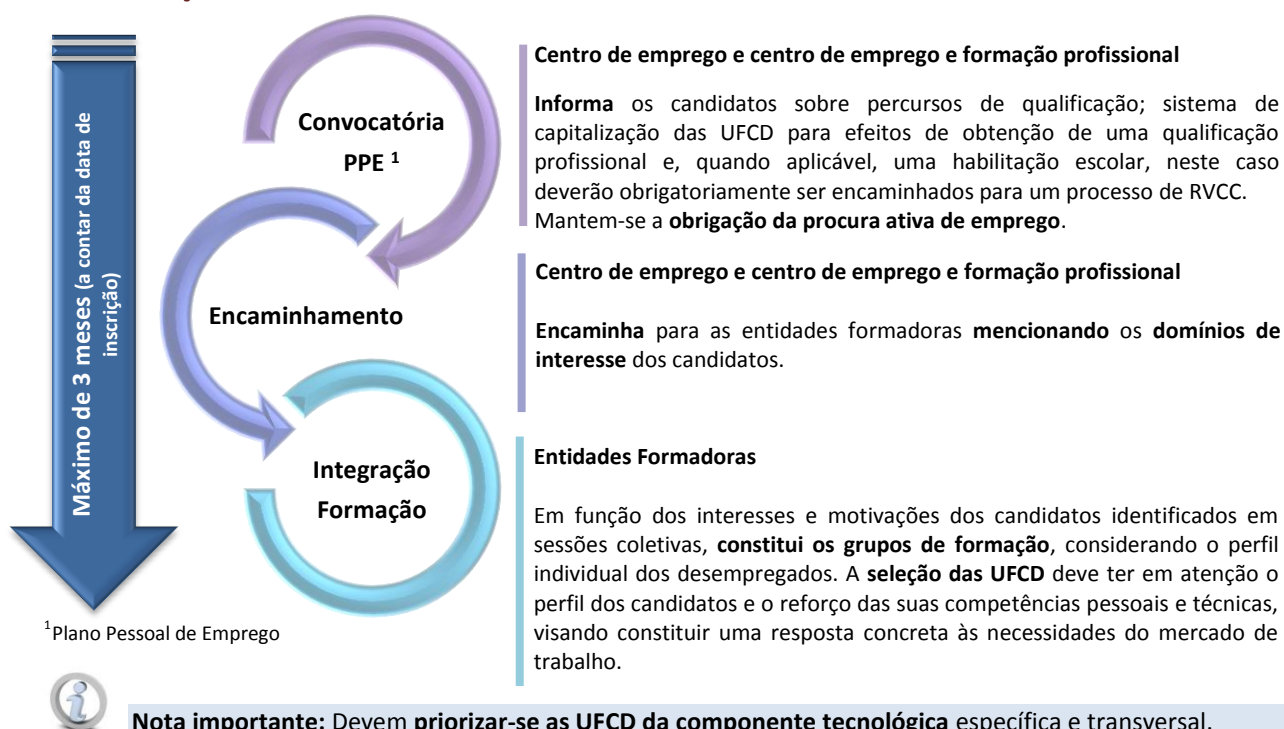 Máximo de 3 meses (a contar da data de
inscrição)
Convocatória
PPE ¹
Encaminhamento
Integração
Formação
¹Plano Pessoal de Emprego
Centro de emprego e centro de emprego e formação profissional
Informa os candidatos sobre percursos de qualificação; sistema de
capitalização das UFCD para efeitos de obtenção de uma qualificação
profissional e, quando aplicável, uma habilitação escolar, neste caso
deverão obrigatoriamente ser encaminhados para um processo de RVCC.
Mantem-se a obrigação da procura ativa de emprego.
Centro de emprego e centro de emprego e formação profissional
Encaminha para as entidades formadoras mencionando os domínios de
interesse dos candidatos.
Entidades Formadoras
Em função dos interesses e motivações dos candidatos identificados em
sessões coletivas, constitui os grupos de formação, considerando o perfil
individual dos desempregados. A seleção das UFCD deve ter em atenção o
perfil dos candidatos e o reforço das suas competências pessoais e técnicas,
visando constituir uma resposta concreta às necessidades do mercado de
trabalho.
Nota importante: Devem priorizar-se as UFCD da componente tecnológica específica e transversal.